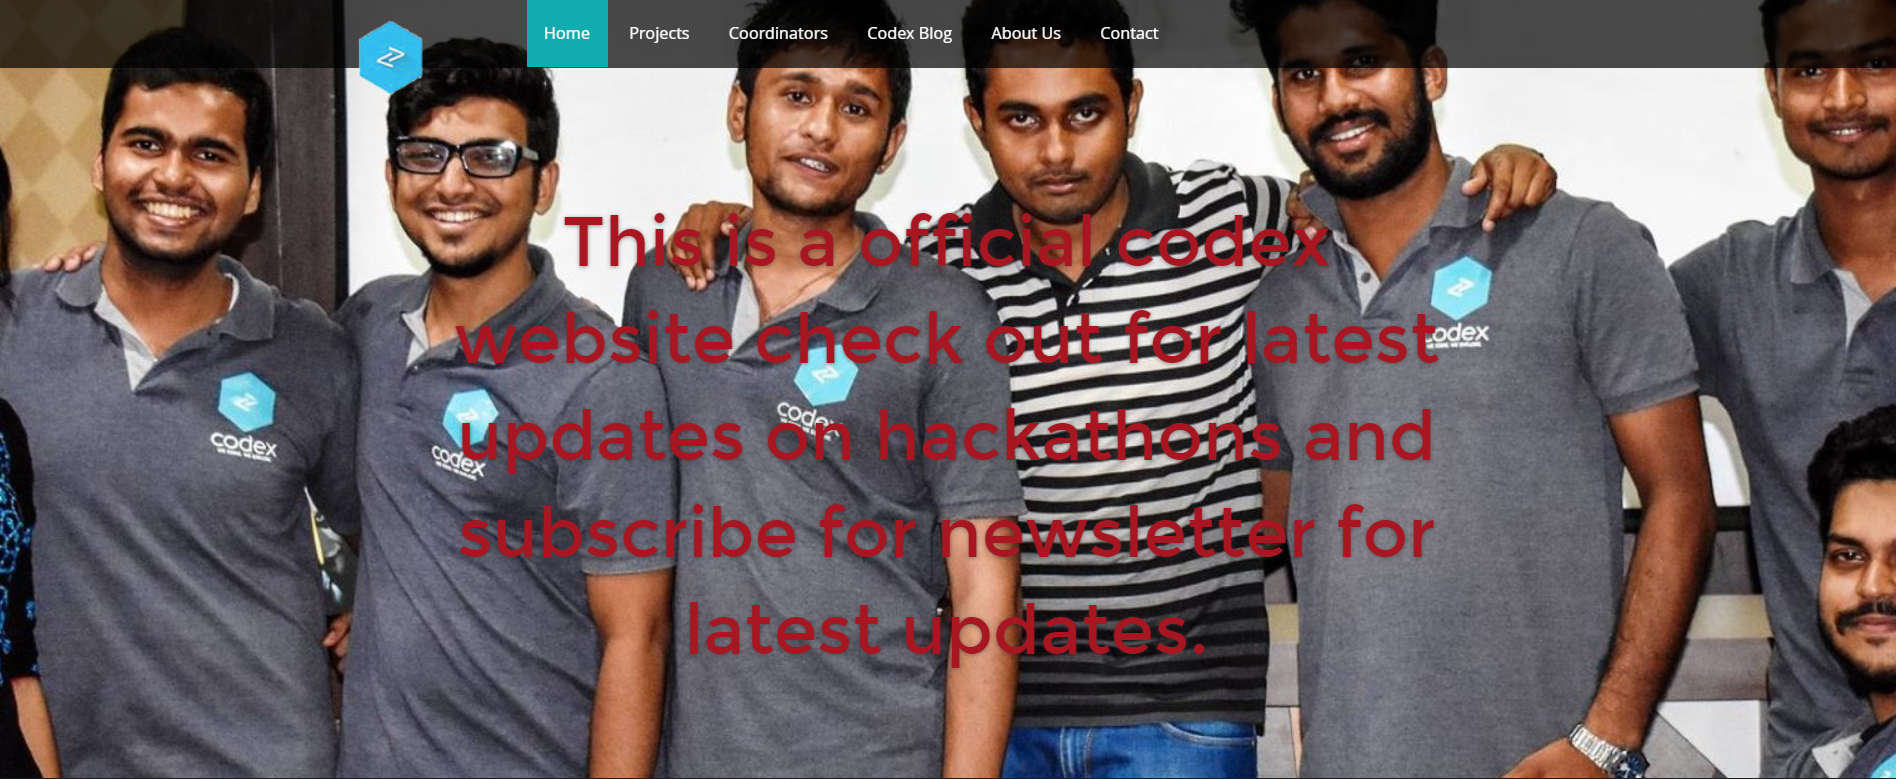 Home Projects Coordinators Codex Blog About Us Contact
This is a official codex
website check out for latest
updates on hackathons and
subscribe for newsletter for
latest updates.
codex
codex
codex
codex